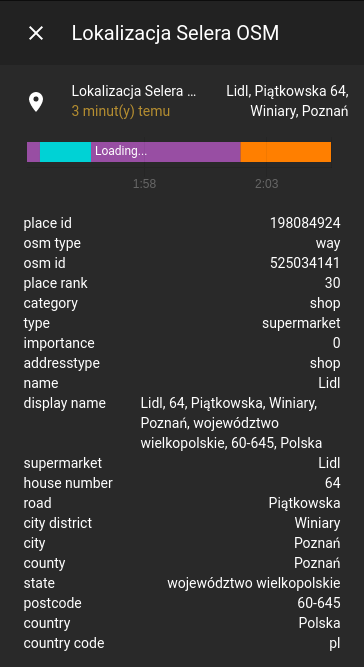 Lokalizacja Selera OSM
Lokalizacja Selera ... Lidl, Piątkowska 64,
3 minut(y) temu Winiary, Poznań
Loading...
1:58 2:03
place id 198084924
osm type way
osm id 525034141
place rank 30
category shop
type supermarket
importance 0
addresstype shop
name Lidl
display name Lidl, 64, Piątkowska, Winiary,
Poznań, województwo
wielkopolskie, 60-645, Polska
supermarket Lidl
house number 64
road Piątkowska
city district Winiary
city Poznań
county Poznań
state województwo wielkopolskie
postcode 60-645
country Polska
country code pl